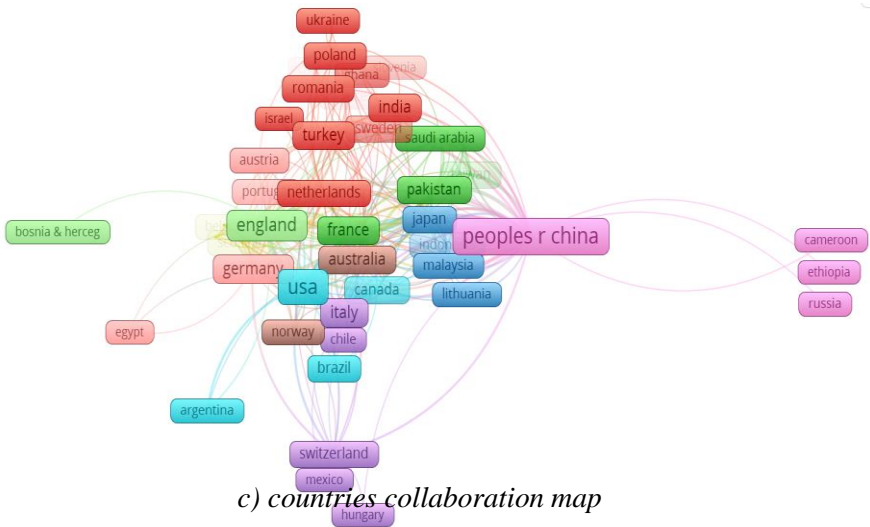 ukraine
poland
ghana
romania
india
israel
turkey
sweden
saudi arabia
austria
pakistan
netherlands
japan
england
bosnia & herceg
france
peoples r china
cameroon
australia
malaysia
germany
ethiopia
usa
canada
lithuania
russia
italy
egypt
norway
chile
brazil
argentina
switzerland
mexico
c) countries collaboration map
hungary